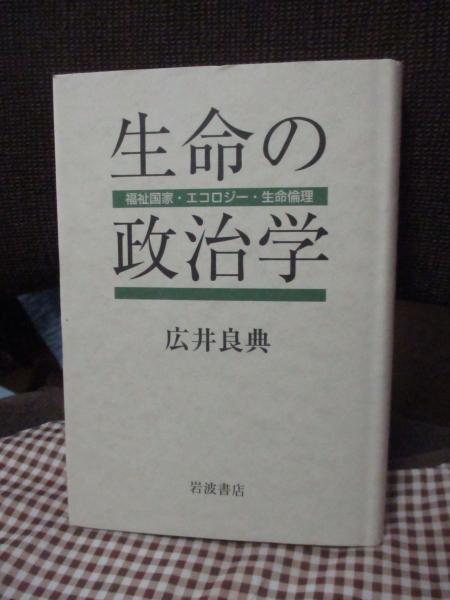 生命の
福祉国家・エコロジー・生命倫理
政治学
広井良典
岩波書店